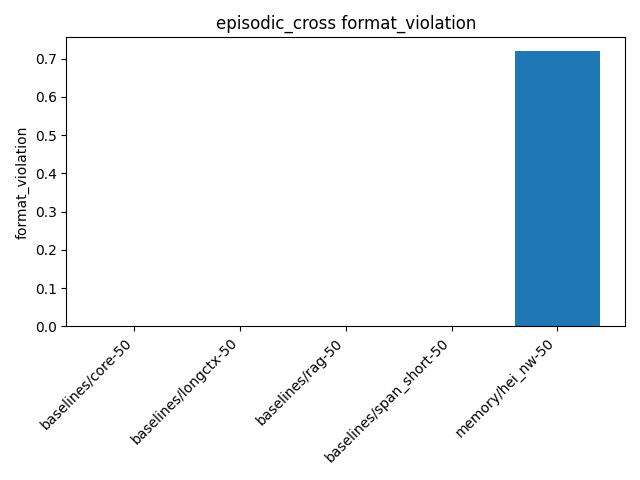 episodic_cross format_violation
format_violation
0.7
0.6
0.5
0.4
0.3
0.2
0.1
0.0
baselines/core-50
baselines/longctx-50
baselines/rag-50
baselines/span_short-50
memory/hei_nw-50